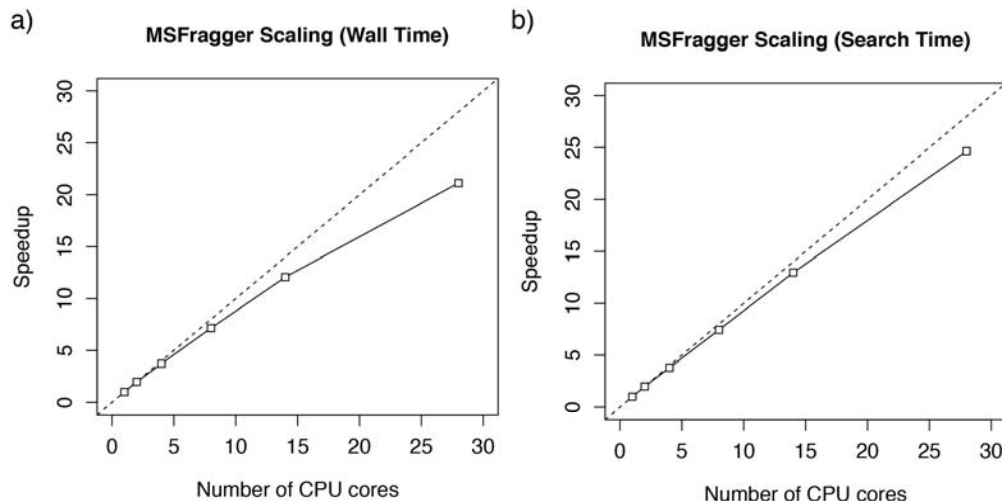 a)
MSFragger Scaling (Wall Time)
30
25
20
15
10
5
0
Speedup
0 5 10 15 20 25 30
Number of CPU cores
b)
MSFragger Scaling (Search Time)
30
25
20
15
10
5
0
Speedup
0 5 10 15 20 25 30
Number of CPU cores